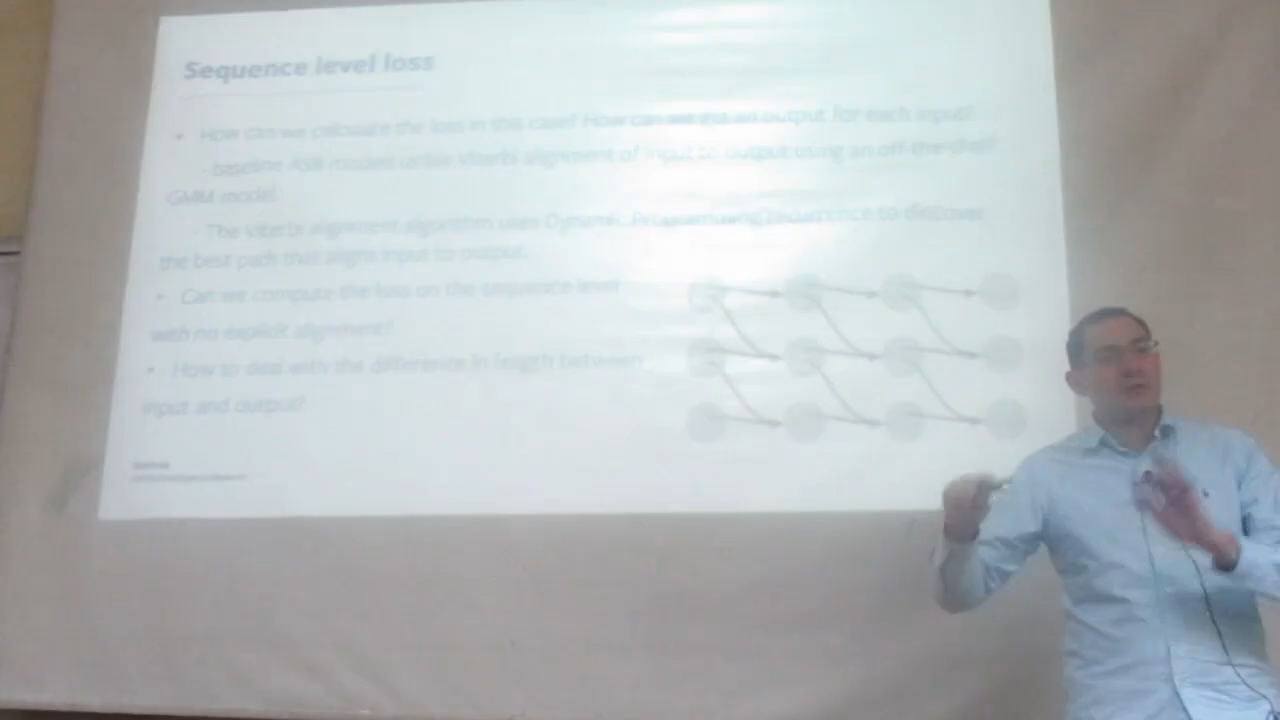 Sequence level loss
• How can we calculate the loss in this case? How can we get an output for each input?
- baseline ASR models utilize Viterbi alignment of input to output using an off-the-shelf
GMM model.
- The Viterbi alignment algorithm uses Dynamic Programming recurrence to discover
the best path that aligns input to output.
• Can we compute the loss on the sequence level
with no explicit alignment?
• How to deal with the difference in length between
input and output?